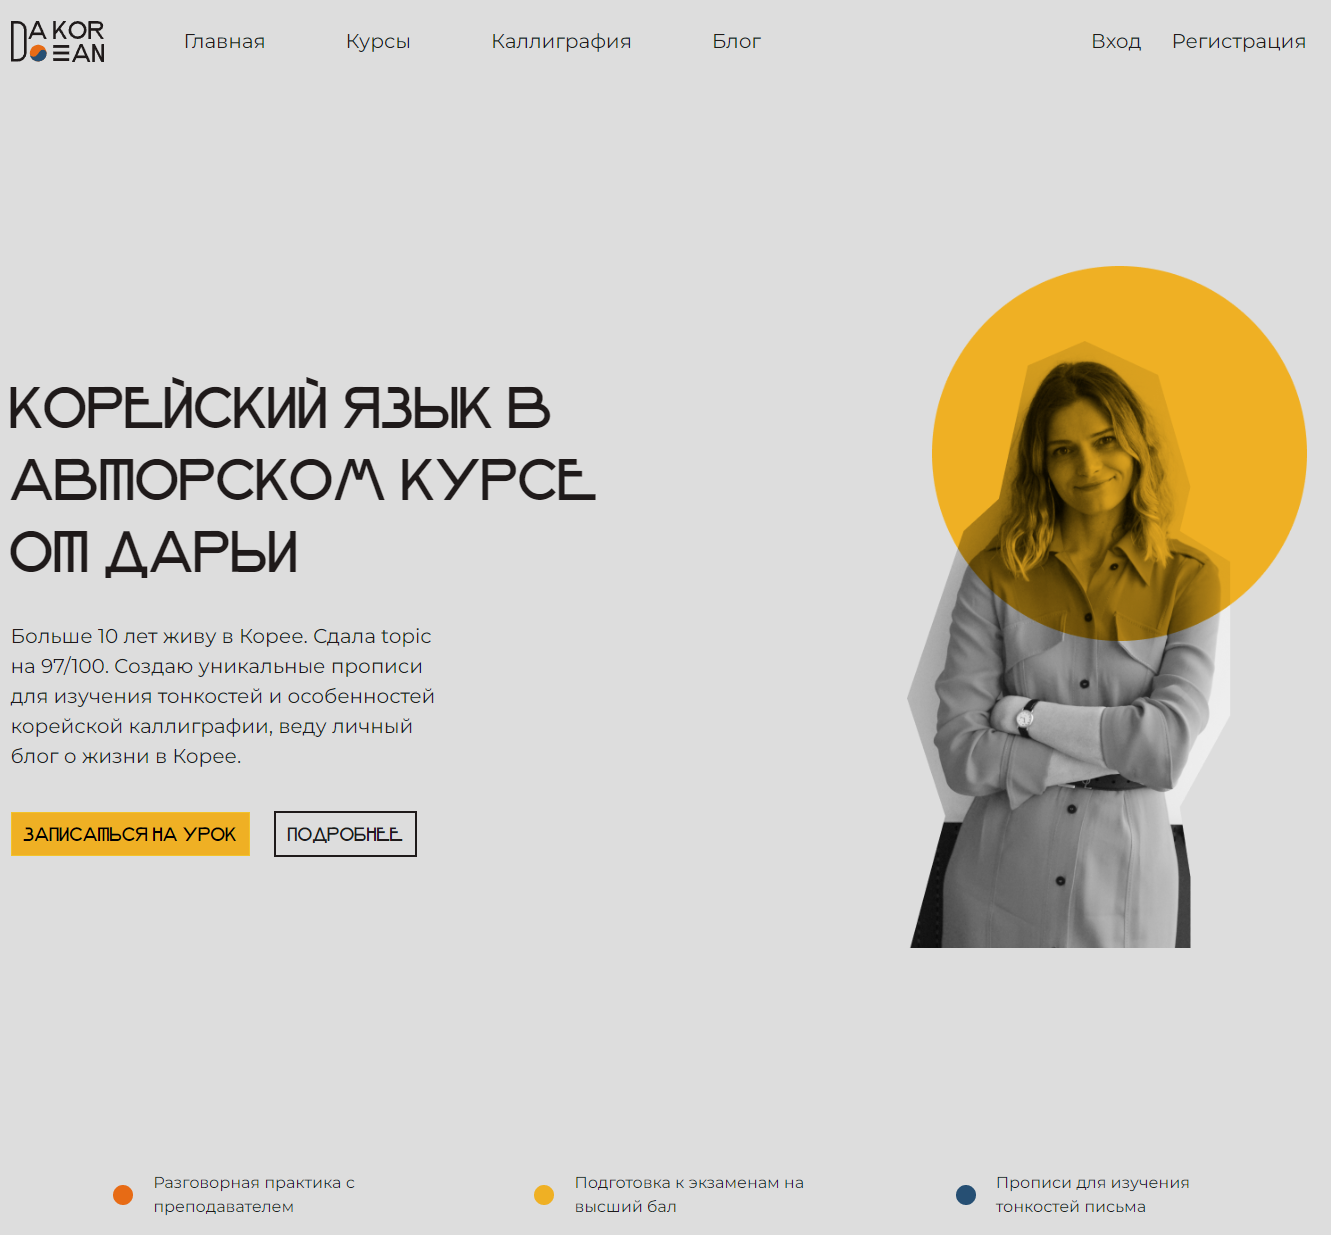 DA KOR
DOEAN
Главная Курсы Каллиграфия Блог Вход Регистрация
КОРЕЙСКИЙ ЯЗЫК В
АВТОРСКОМ КУРСЕ
ОТ ДАРЬИ
Больше 10 лет живу в Корее. Сдала topic
на 97/100. Создаю уникальные прописи
для изучения тонкостей и особенностей
корейской каллиграфии, веду личный
блог о жизни в Корее.
ЗАПИСАТЬСЯ НА УРОК ПОДРОБНЕЕ
Разговорная практика с
преподавателем
Подготовка к экзаменам на
высший бал
Прописи для изучения
тонкостей письма